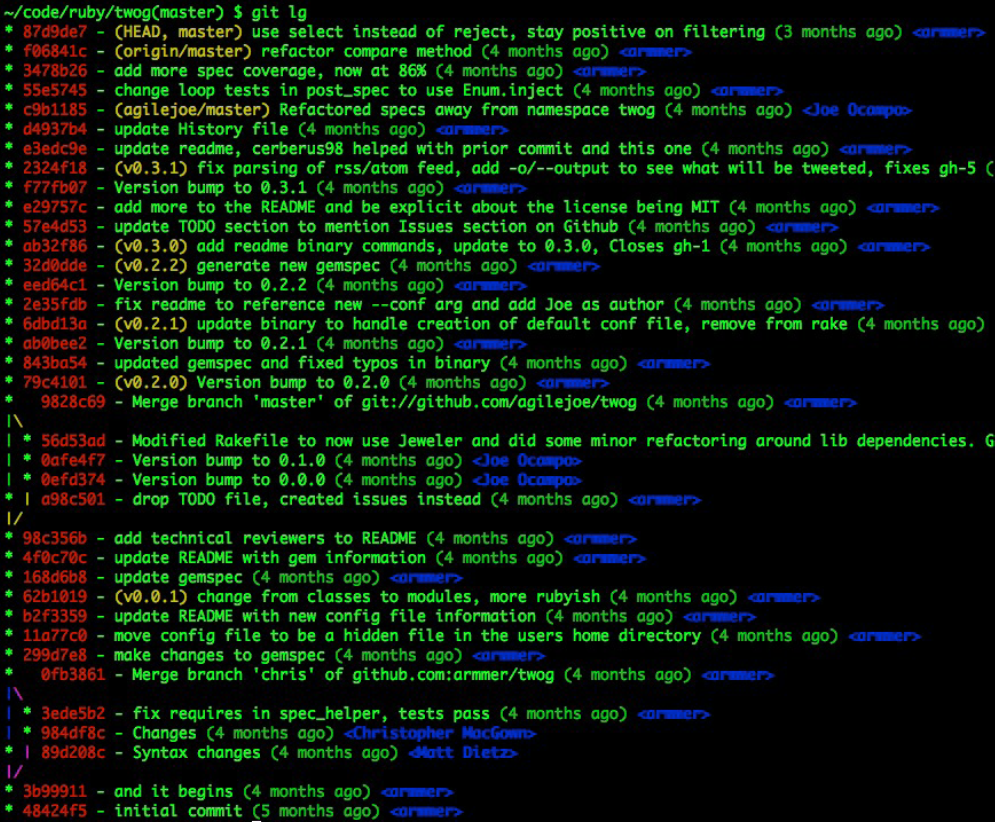 ~/code/ruby/twog(master) $ git lg
* 87d9de7 - (HEAD, master) use select instead of reject, stay positive on filtering (3 months ago) <armmer>
* f06841c - (origin/master) refactor compare method (4 months ago) <armmer>
* 3478b26 - add more spec coverage, now at 86% (4 months ago) <armmer>
* 55e5745 - change loop tests in post_spec to use Enum.inject (4 months ago) <armmer>
* c9b1185 - (agilejoe/master) Refactored specs away from namespace twog (4 months ago) <Joe Ocampo>
* d4937b4 - update History file (4 months ago) <armmer>
* e3edc9e - update readme, cerberus98 helped with prior commit and this one (4 months ago) <armmer>
* 2324f18 - (v0.3.1) fix parsing of rss/atom feed, add -o/--output to see what will be tweeted, fixes gh-5 (
* f77fb07 - Version bump to 0.3.1 (4 months ago) <armmer>
* e29757c - add more to the README and be explicit about the license being MIT (4 months ago) <armmer>
* 57e4d53 - update TODO section to mention Issues section on Github (4 months ago) <armmer>
* ab32f86 - (v0.3.0) add readme binary commands, update to 0.3.0, Closes gh-1 (4 months ago) <armmer>
* 32d0dde - (v0.2.2) generate new gemspec (4 months ago) <armmer>
* eed64c1 - Version bump to 0.2.2 (4 months ago) <armmer>
* 2e35fdb - fix readme to reference new --conf arg and add Joe as author (4 months ago) <armmer>
* 6dbd13a - (v0.2.1) update binary to handle creation of default conf file, remove from rake (4 months ago)
* ab0bee2 - Version bump to 0.2.1 (4 months ago) <armmer>
* 843ba54 - updated gemspec and fixed typos in binary (4 months ago) <armmer>
* 79c4101 - (v0.2.0) Version bump to 0.2.0 (4 months ago) <armmer>
*   9828c69 - Merge branch 'master' of git://github.com/agilejoe/twog (4 months ago) <armmer>
|\
| * 56d53ad - Modified Rakefile to now use Jeweler and did some minor refactoring around lib dependencies. G
| * 0afe4f7 - Version bump to 0.1.0 (4 months ago) <Joe Ocampo>
| * 0efd374 - Version bump to 0.0.0 (4 months ago) <Joe Ocampo>
* | a98c501 - drop TODO file, created issues instead (4 months ago) <armmer>
|/
* 98c356b - add technical reviewers to README (4 months ago) <armmer>
* 4f0c70c - update README with gem information (4 months ago) <armmer>
* 168d6b8 - update gemspec (4 months ago) <armmer>
* 62b1019 - (v0.0.1) change from classes to modules, more rubyish (4 months ago) <armmer>
* b2f3359 - update README with new config file information (4 months ago) <armmer>
* 11a77c0 - move config file to be a hidden file in the users home directory (4 months ago) <armmer>
* 299d7e8 - make changes to gemspec (4 months ago) <armmer>
*   0fb3861 - Merge branch 'chris' of github.com:armmer/twog (4 months ago) <armmer>
|\
| * 3ede5b2 - fix requires in spec_helper, tests pass (4 months ago) <armmer>
| * 984df8c - Changes (4 months ago) <Christopher MacGown>
* | 89d208c - Syntax changes (4 months ago) <Matt Dietz>
|/
* 3b99911 - and it begins (4 months ago) <armmer>
* 48424f5 - initial commit (5 months ago) <armmer>